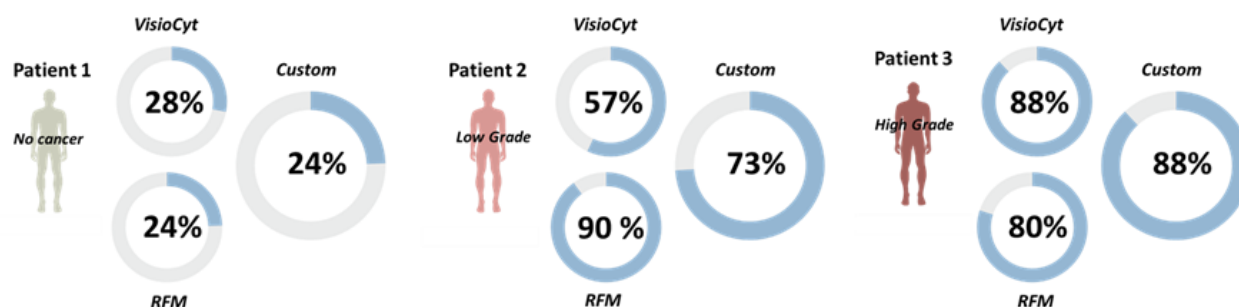 VisioCyt
Patient 1
Custom
28%
No cancer
24%
24%
RFM
VisioCyt
Patient 2
Custom
57%
Low Grade
73%
90 %
RFM
VisioCyt
Patient 3
Custom
88%
High Grade
88%
80%
RFM